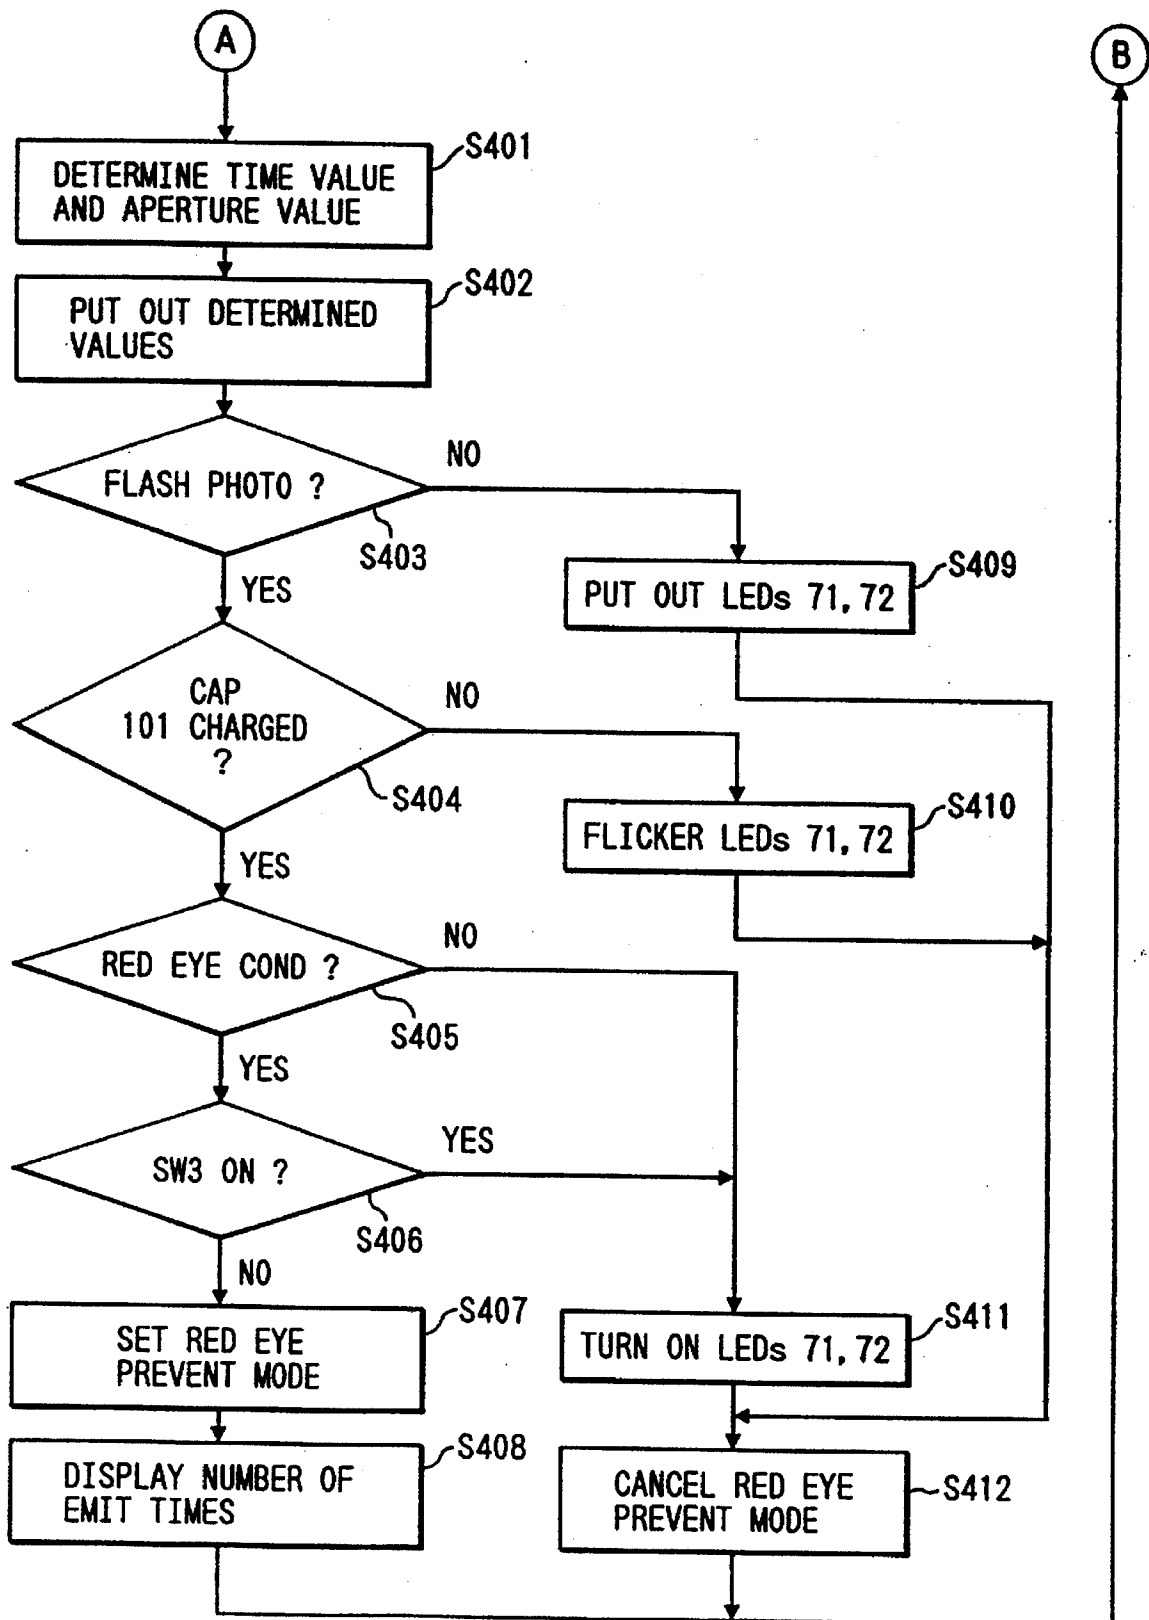 A
B
S401
DETERMINE TIME VALUE
AND APERTURE VALUE
S402
PUT OUT DETERMINED
VALUES
NO
FLASH PHOTO ?
S403
YES
S409
PUT OUT LEDs 71, 72
CAP
101 CHARGED
?
NO
S404
YES
S410
FLICKER LEDs 71, 72
NO
RED EYE COND ?
S405
YES
YES
SW3 ON ?
S406
NO
S407
SET RED EYE
PREVENT MODE
S411
TURN ON LEDs 71, 72
S408
DISPLAY NUMBER OF
EMIT TIMES
CANCEL RED EYE
PREVENT MODE
S412